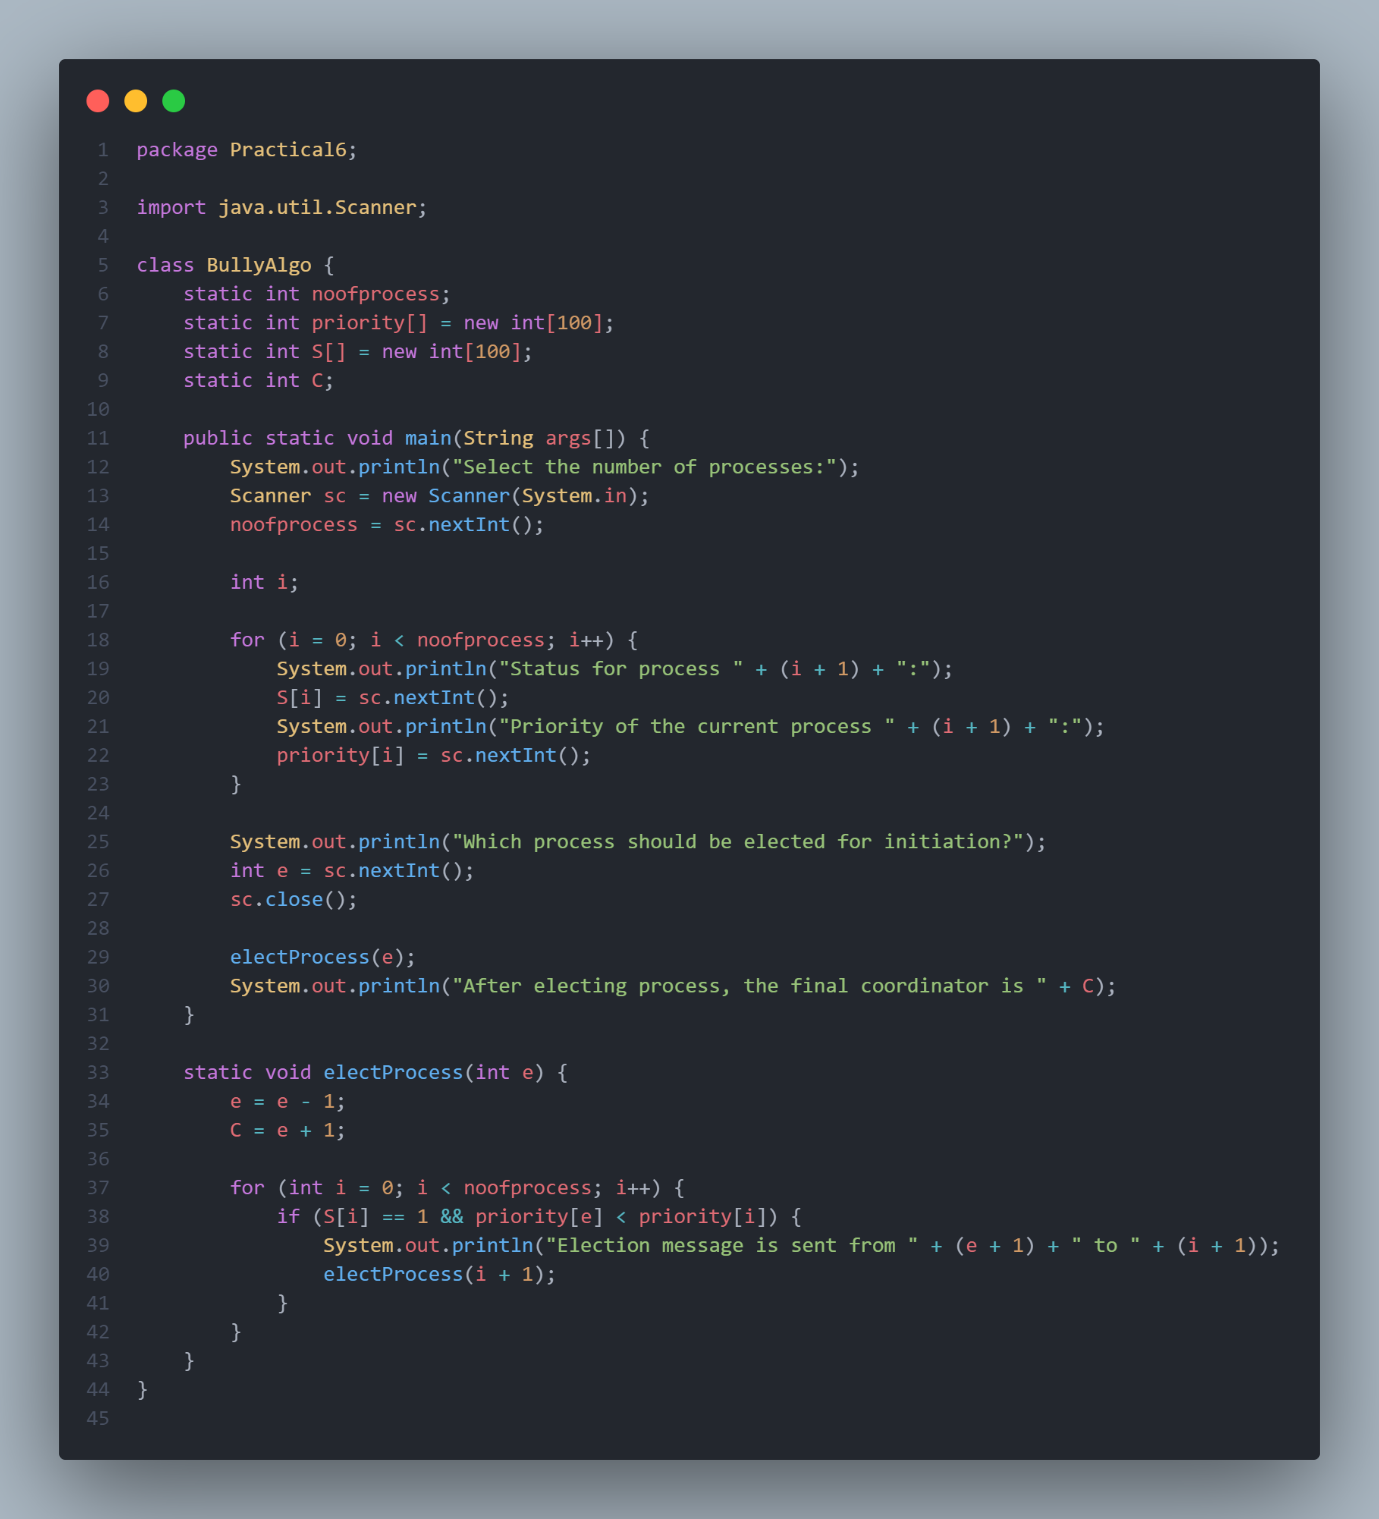 1 package Practical6;
2
3 import java.util.Scanner;
4
5 class BullyAlgo {
6     static int noofprocess;
7     static int priority[] = new int[100];
8     static int S[] = new int[100];
9     static int C;
10
11     public static void main(String args[]) {
12         System.out.println("Select the number of processes:");
13         Scanner sc = new Scanner(System.in);
14         noofprocess = sc.nextInt();
15
16         int i;
17
18         for (i = 0; i < noofprocess; i++) {
19             System.out.println("Status for process " + (i + 1) + ":");
20             S[i] = sc.nextInt();
21             System.out.println("Priority of the current process " + (i + 1) + ":");
22             priority[i] = sc.nextInt();
23         }
24
25         System.out.println("Which process should be elected for initiation?");
26         int e = sc.nextInt();
27         sc.close();
28
29         electProcess(e);
30         System.out.println("After electing process, the final coordinator is " + C);
31     }
32
33     static void electProcess(int e) {
34         e = e - 1;
35         C = e + 1;
36
37         for (int i = 0; i < noofprocess; i++) {
38             if (S[i] == 1 && priority[e] < priority[i]) {
39                 System.out.println("Election message is sent from " + (e + 1) + " to " + (i + 1));
40                 electProcess(i + 1);
41             }
42         }
43     }
44 }
45